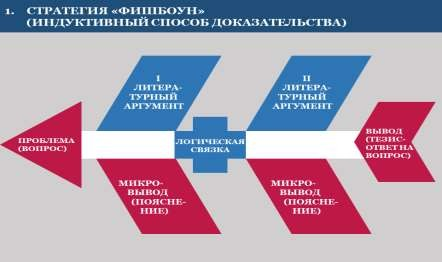 1. СТРАТЕГИЯ «ФИШБОУН»
(ИНДУКТИВНЫЙ СПОСОБ ДОКАЗАТЕЛЬСТВА)
I
ЛИТЕРА-
ТУРНЫЙ
АРГУМЕНТ
II
ЛИТЕРА-
ТУРНЫЙ
АРГУМЕНТ
ПРОБЛЕМА
(ВОПРОС)
ЛОГИЧЕСКАЯ
СВЯЗКА
ВЫВОД
(ТЕЗИС-
ОТВЕТ НА
ВОПРОС)
МИКРО-
ВЫВОД
(ПОЯСНЕ-
НИЕ)
МИКРО-
ВЫВОД
(ПОЯСНЕ-
НИЕ)